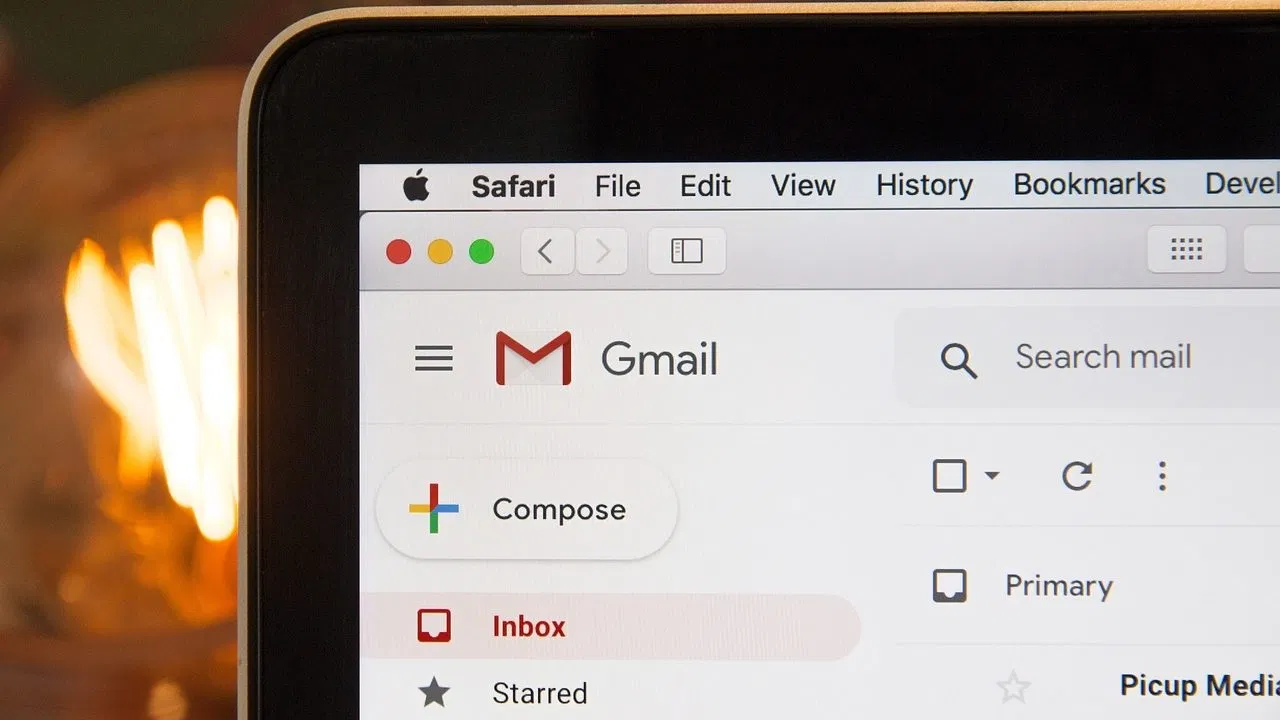 Safari File Edit View History Bookmarks Devel
Gmail
Search mail
Compose
Primary
Inbox
Picup Media
Starred